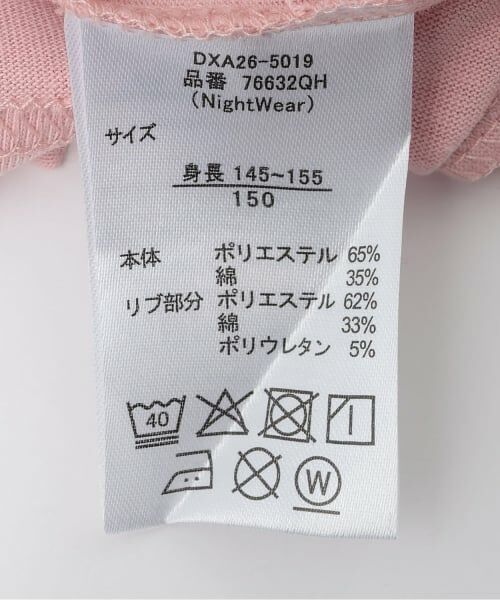 DXA26-5019
品番 76632QH
(NightWear)
サイズ
身長 145~155
150
本体 ポリエステル 65%
綿 35%
リブ部分 ポリエステル 62%
綿 33%
ポリウレタン 5%
40
W